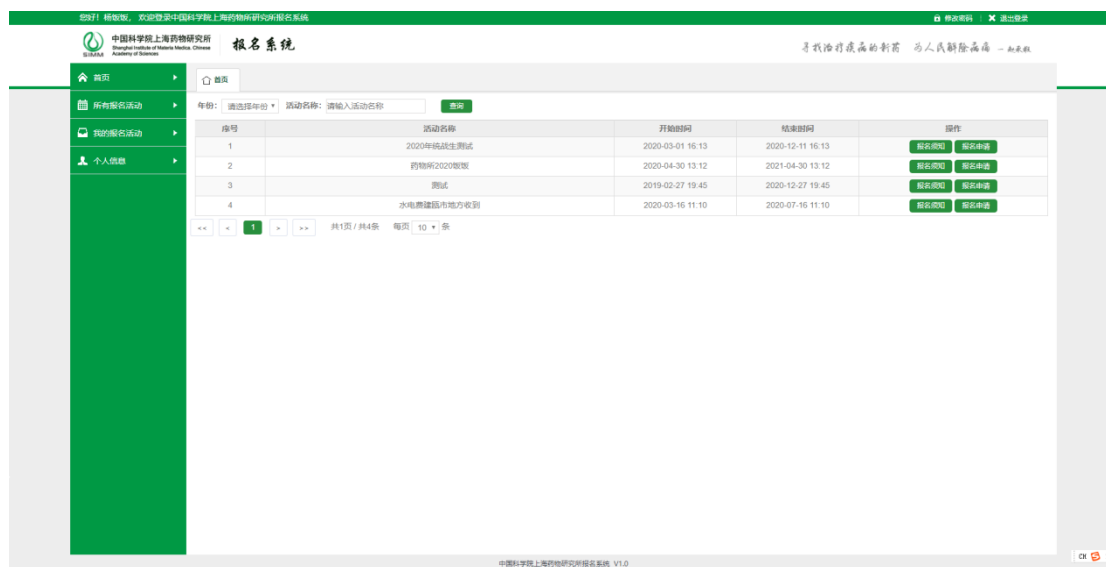 您好！杨皈皈，欢迎登录中国科学院上海药物所研究所报名系统
修改密码 ✖ 退出登录
中国科学院上海药物研究所
Shanghai Institute of Materia Medica, Chinese
Academy of Sciences
SIMM
报名系统
寻找治疗疾病的新药 为人民解除病痛
首页
所有报名活动
我的报名活动
个人信息
首页
年份： 请选择年份 活动名称： 请输入活动名称 查询
序号 活动名称 开始时间 结束时间 操作
1 2020年统战生测试 2020-03-01 16:13 2020-12-11 16:13 报名须知 报名申请
2 药物所2020皈皈 2020-04-30 13:12 2021-04-30 13:12 报名须知 报名申请
3 测试 2019-02-27 19:45 2020-12-27 19:45 报名须知 报名申请
4 水电费建瓯市地方收到 2020-03-16 11:10 2020-07-16 11:10 报名须知 报名申请
<< < 1 > >> 共1页 / 共4条 每页 10 条
中国科学院上海药物研究所报名系统 V1.0
CH